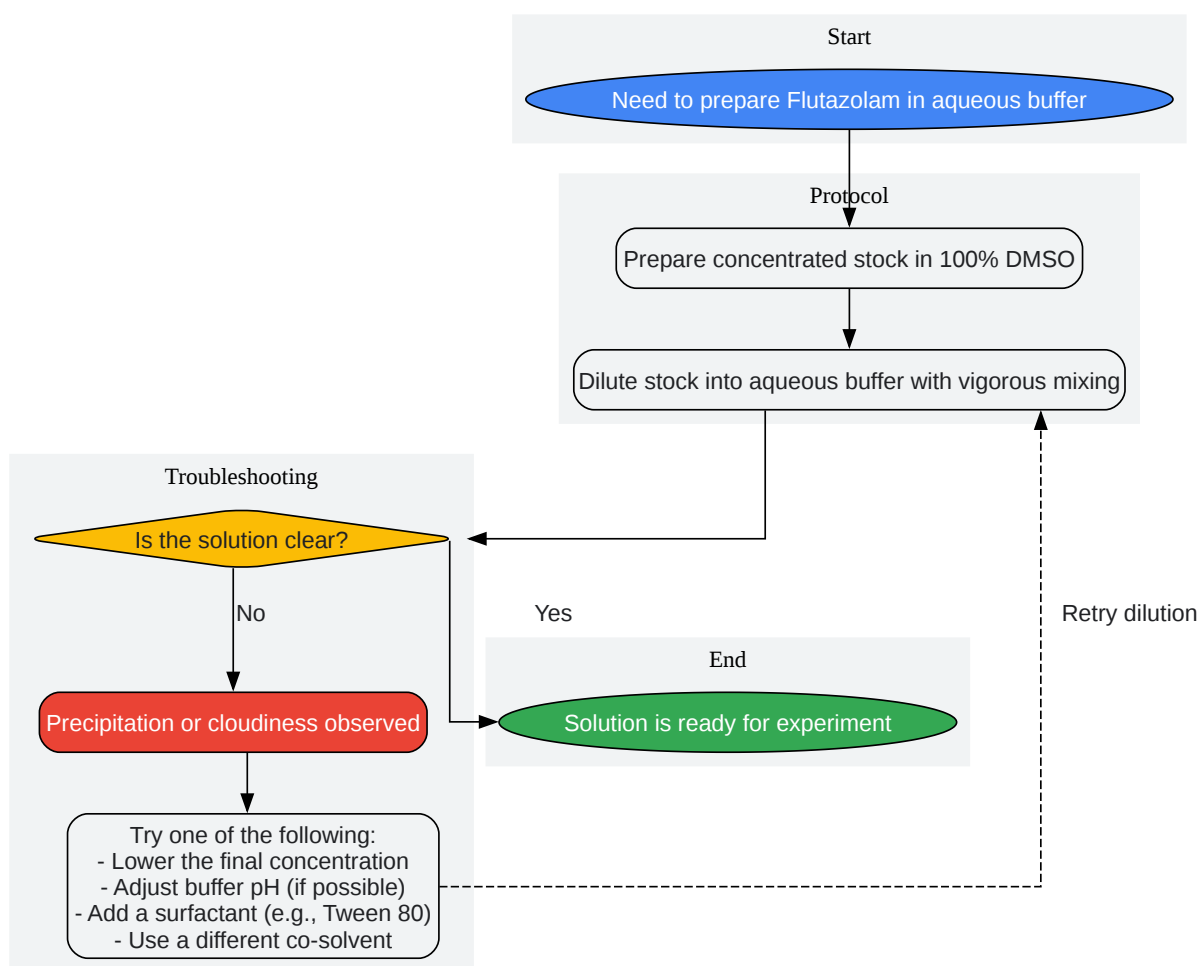 Start
Need to prepare Flutazolam in aqueous buffer
Protocol
Prepare concentrated stock in 100% DMSO
Dilute stock into aqueous buffer with vigorous mixing
Troubleshooting
Is the solution clear?
No
Yes
Retry dilution
End
Precipitation or cloudiness observed
Solution is ready for experiment
Try one of the following:
- Lower the final concentration
- Adjust buffer pH (if possible)
- Add a surfactant (e.g., Tween 80)
- Use a different co-solvent